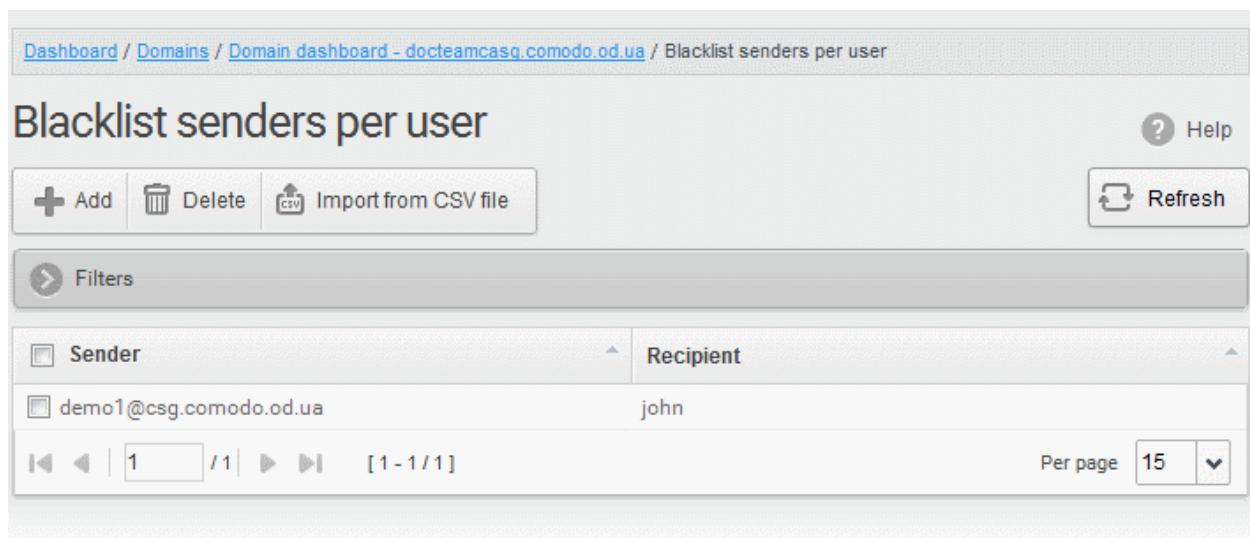 Dashboard / Domains / Domain dashboard - docteamcasg.comodo.od.ua / Blacklist senders per user
Blacklist senders per user
Help
Add Delete CSV Import from CSV file Refresh
Filters
Sender Recipient
demo1@csg.comodo.od.ua john
1 / 1 [ 1 - 1 / 1 ] Per page 15